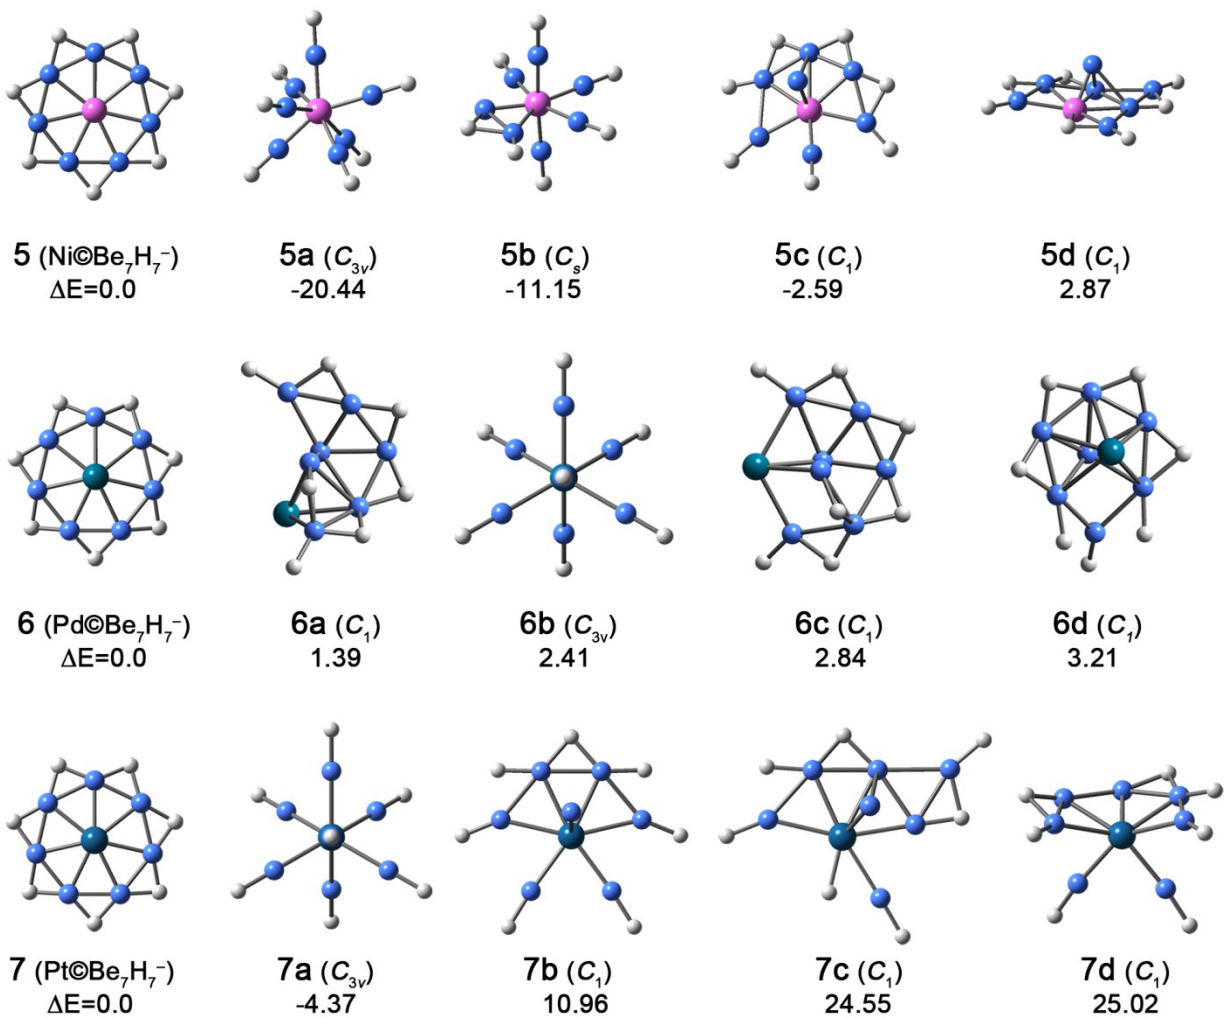 5 (Ni©Be₇H₇⁻) 5a (C₃ᵥ) 5b (Cₛ) 5c (C₁) 5d (C₁)
ΔE=0.0 -20.44 -11.15 -2.59 2.87
6 (Pd©Be₇H₇⁻) 6a (C₁) 6b (C₃ᵥ) 6c (C₁) 6d (C₁)
ΔE=0.0 1.39 2.41 2.84 3.21
7 (Pt©Be₇H₇⁻) 7a (C₃ᵥ) 7b (C₁) 7c (C₁) 7d (C₁)
ΔE=0.0 -4.37 10.96 24.55 25.02